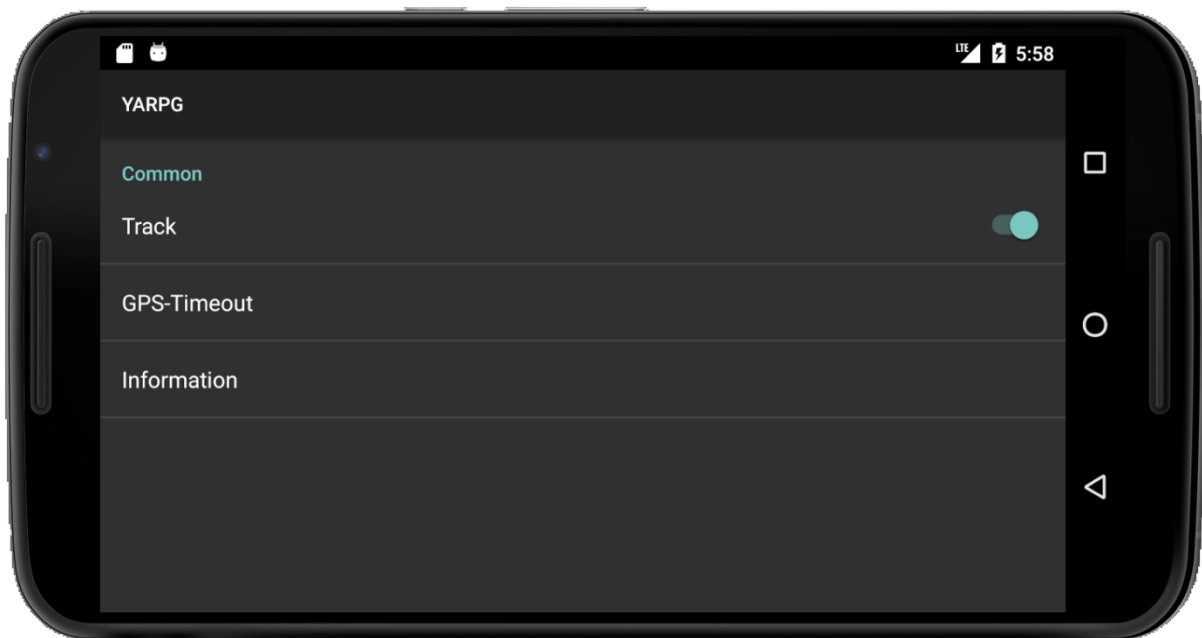 LTE 5:58
YARPG
Common
Track
GPS-Timeout
Information